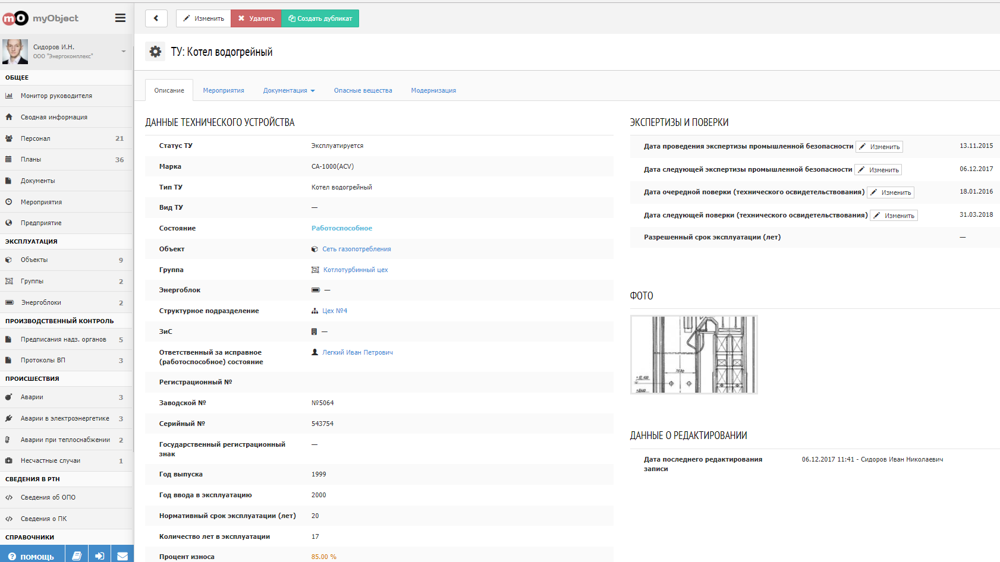 mo myObject
Сидоров И.Н.
ООО "Энергокомплекс"
ОБЩЕЕ
Монитор руководителя
Сводная информация
Персонал 21
Планы 36
Документы
Мероприятия
Предприятие
ЭКСПЛУАТАЦИЯ
Объекты 9
Группы 2
Энергоблоки 2
ПРОИЗВОДСТВЕННЫЙ КОНТРОЛЬ
Предписания надз. органов 5
Протоколы ВП 3
ПРОИСШЕСТВИЯ
Аварии 3
Аварии в электроэнергетике 3
Аварии при теплоснабжении 2
Несчастные случаи 1
СВЕДЕНИЯ В РТН
Сведения об ОПО
Сведения о ПК
СПРАВОЧНИКИ
помощь
Изменить Удалить Создать дубликат
ТУ: Котел водогрейный
Описание Мероприятия Документация Опасные вещества Модернизация
ДАННЫЕ ТЕХНИЧЕСКОГО УСТРОЙСТВА
Статус ТУ Эксплуатируется
Марка CA-1000(ACV)
Тип ТУ Котел водогрейный
Вид ТУ —
Состояние Работоспособное
Объект Сеть газопотребления
Группа Котлотурбинный цех
Энергоблок —
Структурное подразделение Цех №4
ЗиС —
Ответственный за исправное Легкий Иван Петрович
(работоспособное) состояние
Регистрационный №
Заводской № №5064
Серийный № 543754
Государственный регистрационный —
знак
Год выпуска 1999
Год ввода в эксплуатацию 2000
Нормативный срок эксплуатации (лет) 20
Количество лет в эксплуатации 17
Процент износа 85.00 %
ЭКСПЕРТИЗЫ И ПОВЕРКИ
Дата проведения экспертизы промышленной безопасности Изменить 13.11.2015
Дата следующей экспертизы промышленной безопасности Изменить 06.12.2017
Дата очередной поверки (технического освидетельствования) Изменить 18.01.2016
Дата следующей поверки (технического освидетельствования) Изменить 31.03.2018
Разрешенный срок эксплуатации (лет) —
ФОТО
7530
ДАННЫЕ О РЕДАКТИРОВАНИИ
Дата последнего редактирования 06.12.2017 11:41 - Сидоров Иван Николаевич
записи